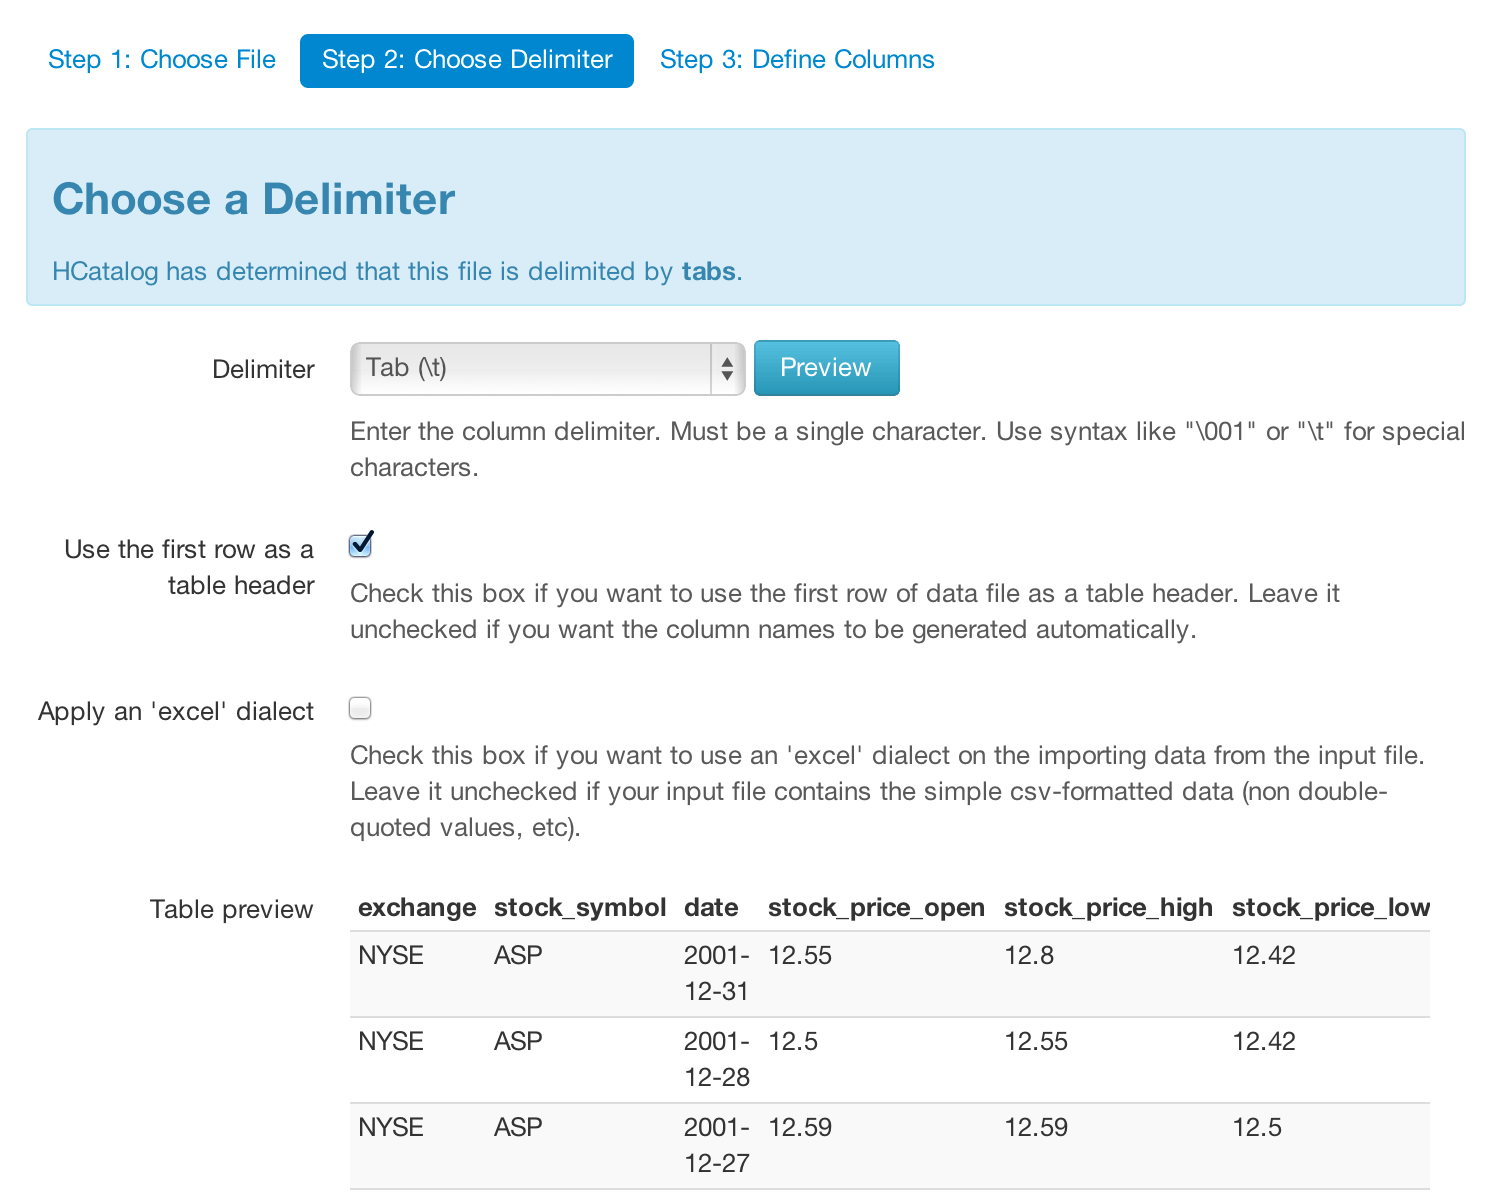 Step 1: Choose File Step 2: Choose Delimiter Step 3: Define Columns
Choose a Delimiter
HCatalog has determined that this file is delimited by tabs.
Delimiter Tab (\t) Preview
Enter the column delimiter. Must be a single character. Use syntax like "\001" or "\t" for special
characters.
Use the first row as a
table header
Check this box if you want to use the first row of data file as a table header. Leave it
unchecked if you want the column names to be generated automatically.
Apply an 'excel' dialect
Check this box if you want to use an 'excel' dialect on the importing data from the input file.
Leave it unchecked if your input file contains the simple csv-formatted data (non double-
quoted values, etc).
Table preview exchange stock_symbol date stock_price_open stock_price_high stock_price_low
NYSE ASP 2001- 12.55 12.8 12.42
12-31
NYSE ASP 2001- 12.5 12.55 12.42
12-28
NYSE ASP 2001- 12.59 12.59 12.5
12-27